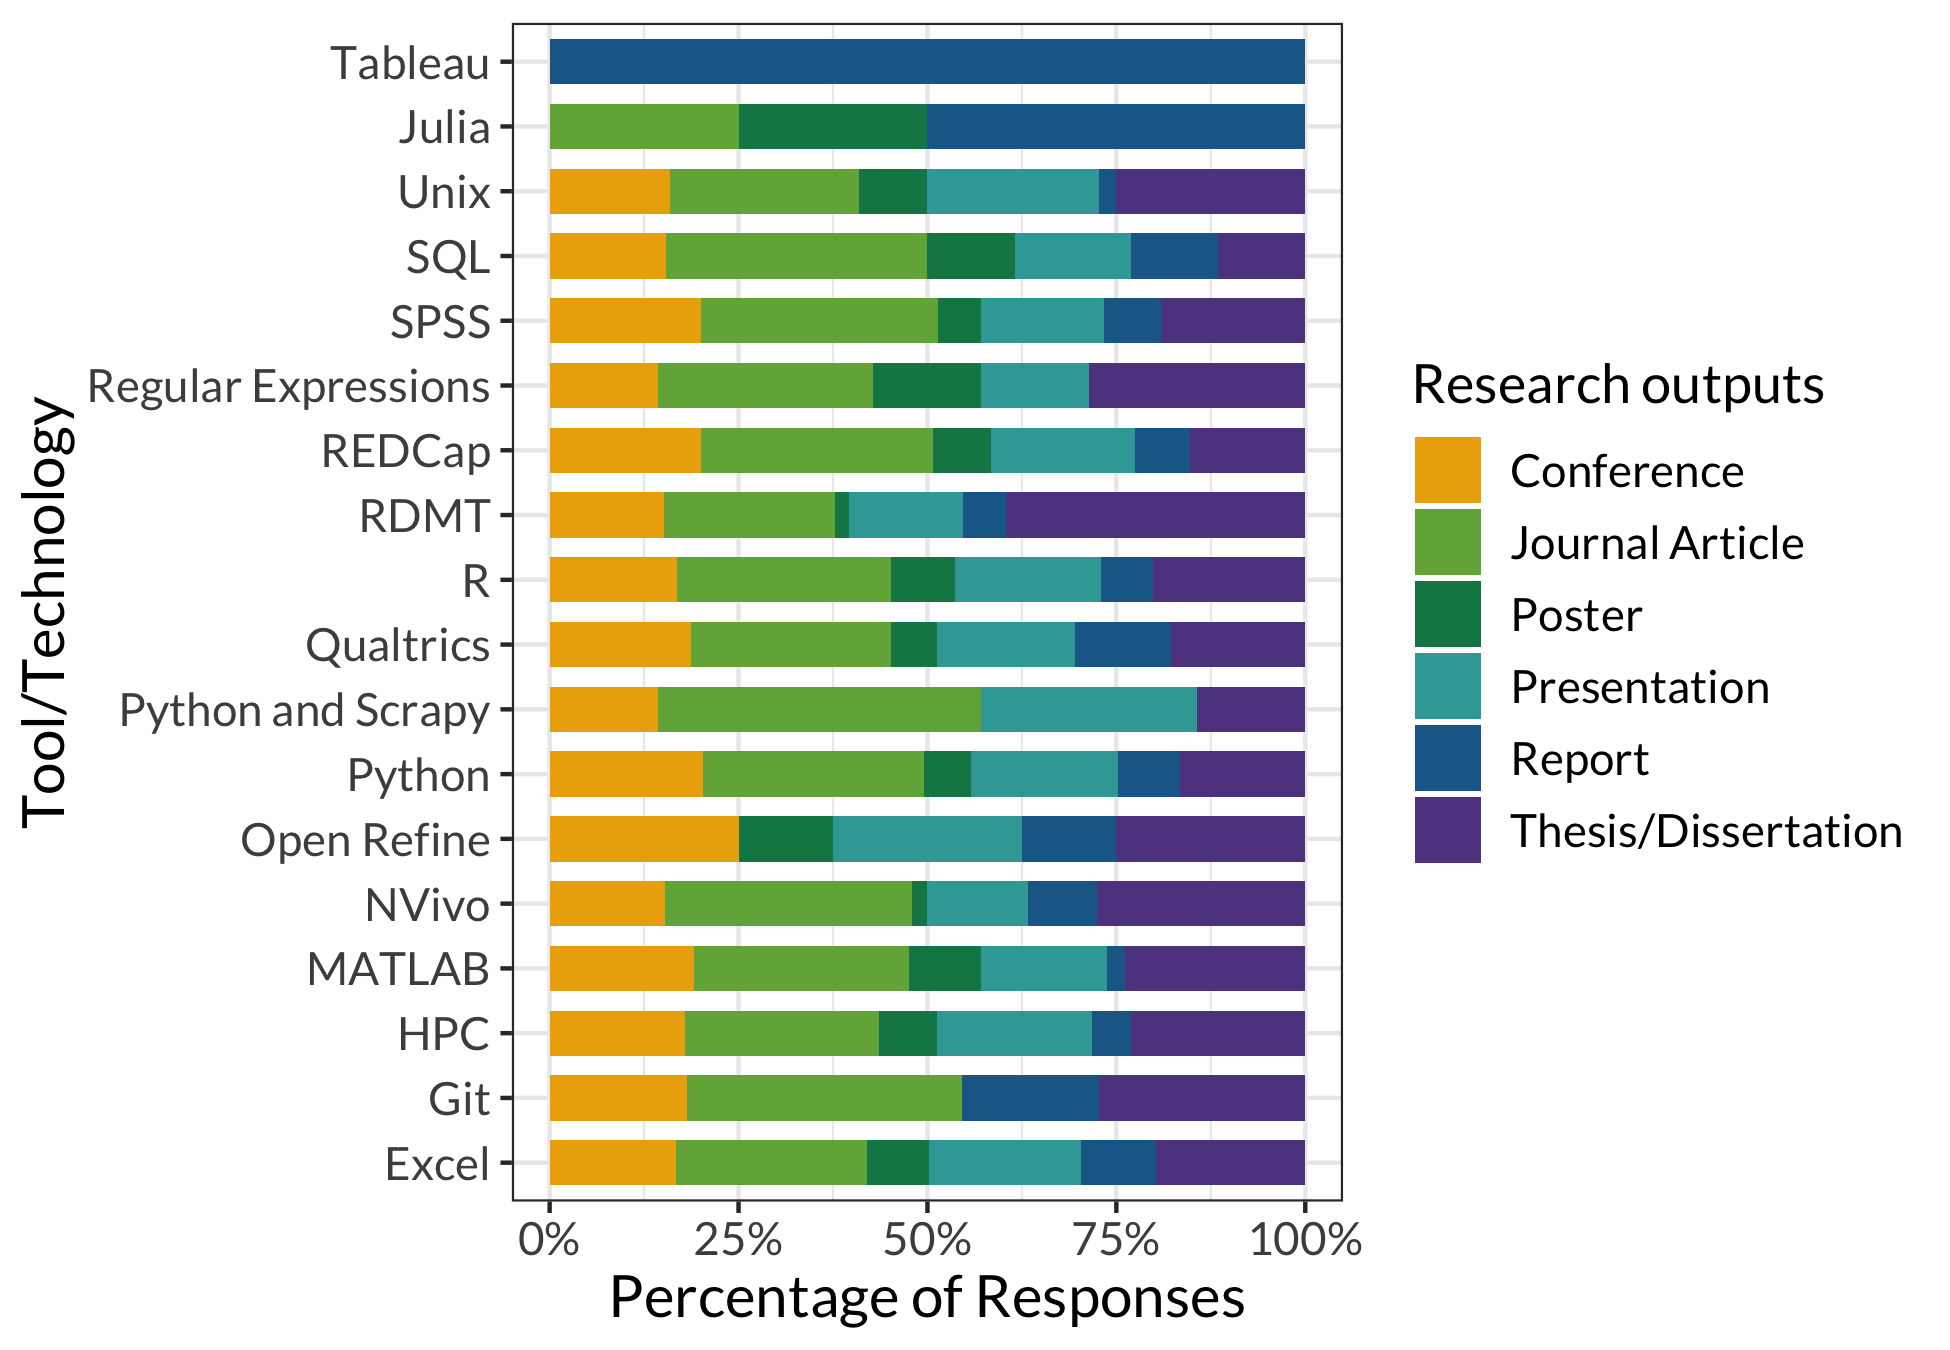 Tableau
Julia
Unix
SQL
SPSS
Regular Expressions
REDCap
RDMT
R
Qualtrics
Python and Scrapy
Python
Open Refine
NVivo
MATLAB
HPC
Git
Excel
Tool/Technology
0% 25% 50% 75% 100%
Percentage of Responses
Research outputs
Conference
Journal Article
Poster
Presentation
Report
Thesis/Dissertation